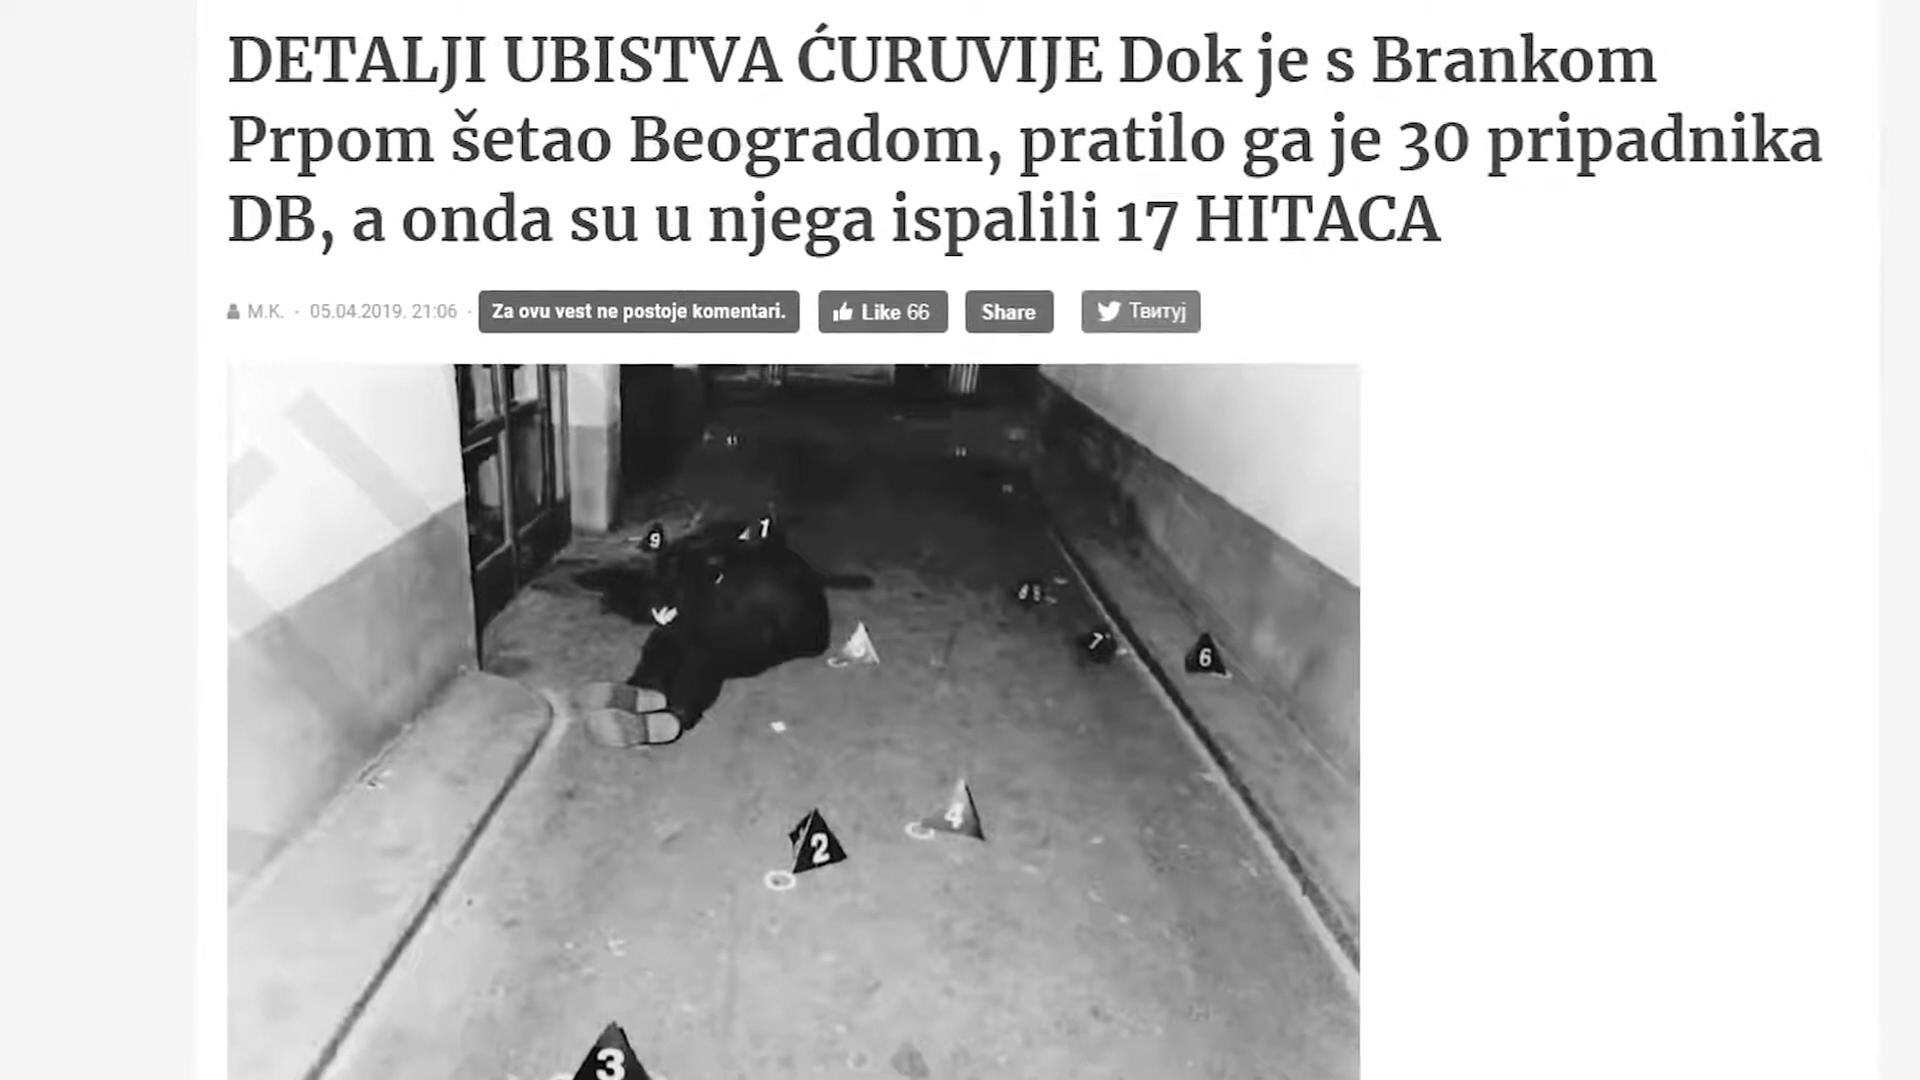 DETALJI UBISTVA ĆURUVIJE Dok je s Brankom
Prpom šetao Beogradom, pratilo ga je 30 pripadnika
DB, a onda su u njega ispalili 17 HITACA
M.K. · 05.04.2019. 21:06 · Za ovu vest ne postoje komentari. Like 66 Share Твитуј
9 1
7 6
4
2
3